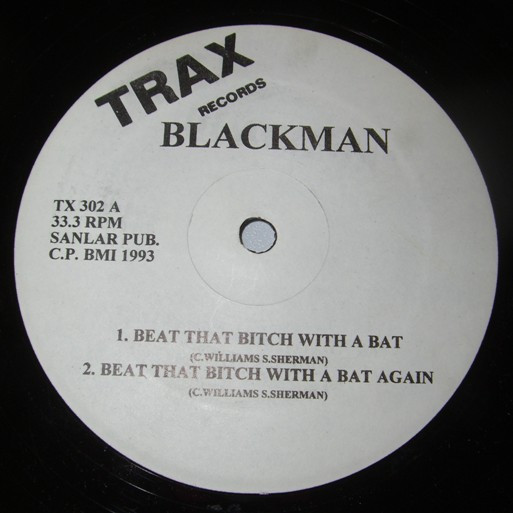 TRAX
RECORDS
BLACKMAN
TX 302 A
33.3 RPM
SANLAR PUB.
C.P. BMI 1993
1. BEAT THAT BITCH WITH A BAT
(C.WILLIAMS S.SHERMAN)
2. BEAT THAT BITCH WITH A BAT AGAIN
(C.WILLIAMS S.SHERMAN)